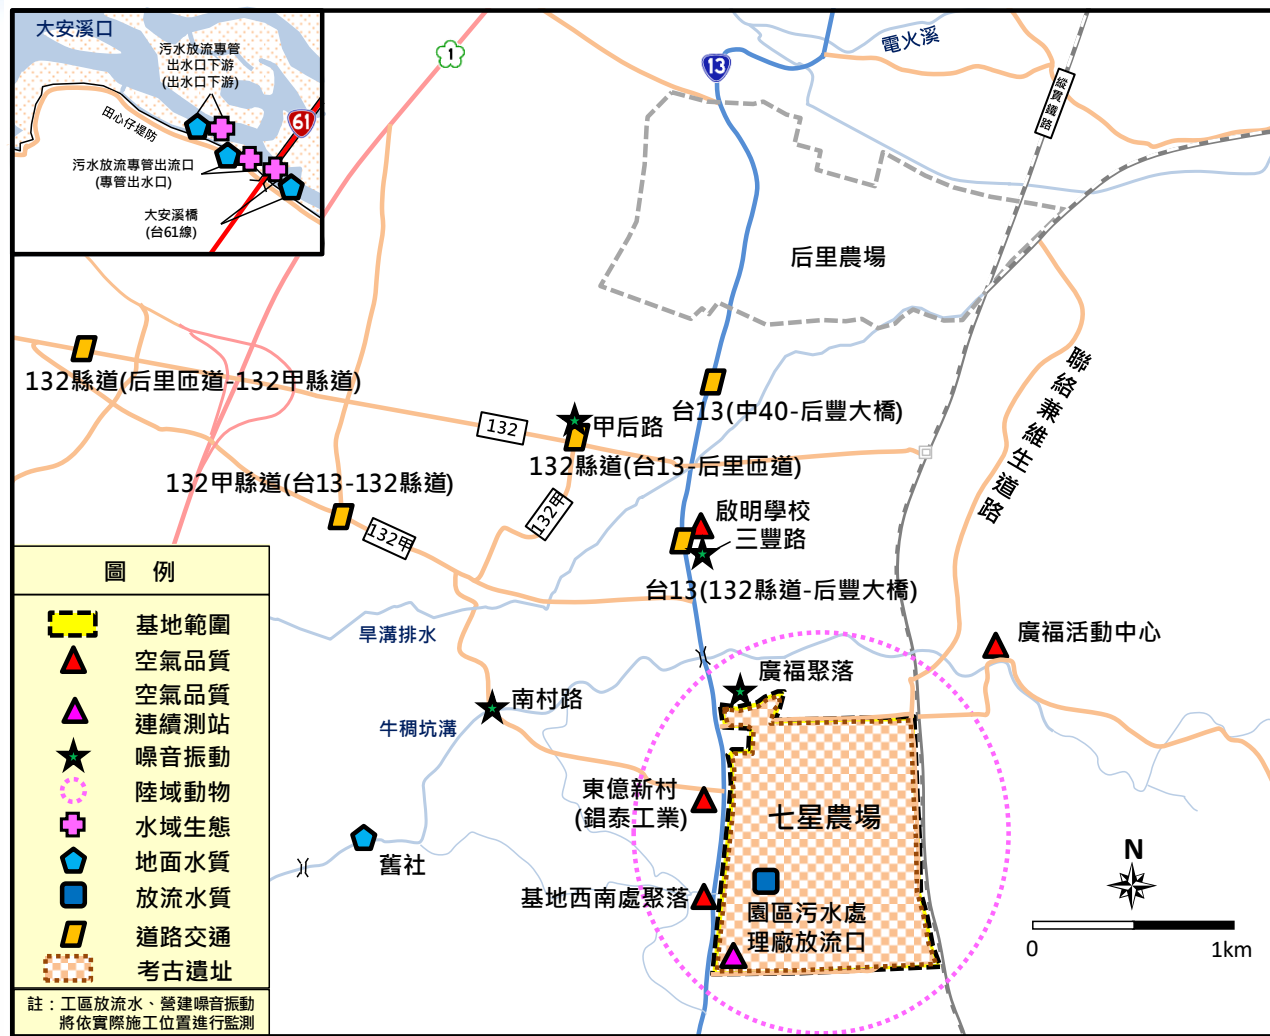 大安溪口
污水放流專管
出水口下游
(出水口下游)
田心仔堤防
61
污水放流專管出流口
(專管出水口)
大安溪橋
(台61線)
1
13
電火溪
縱貫鐵路
后里農場
132縣道(后里匝道-132甲縣道)
台13(中40-后豐大橋)
聯絡兼維生道路
132
甲后路
132縣道(台13-后里匝道)
132甲縣道(台13-132縣道)
132甲
132甲
啟明學校
三豐路
台13(132縣道-后豐大橋)
旱溝排水
廣福活動中心
廣福聚落
南村路
牛稠坑溝
東億新村
(錩泰工業)
七星農場
舊社
基地西南處聚落
園區污水處
理廠放流口
N
0
1km
圖 例
基地範圍
空氣品質
空氣品質
連續測站
噪音振動
陸域動物
水域生態
地面水質
放流水質
道路交通
考古遺址
註：工區放流水、營建噪音振動
將依實際施工位置進行監測